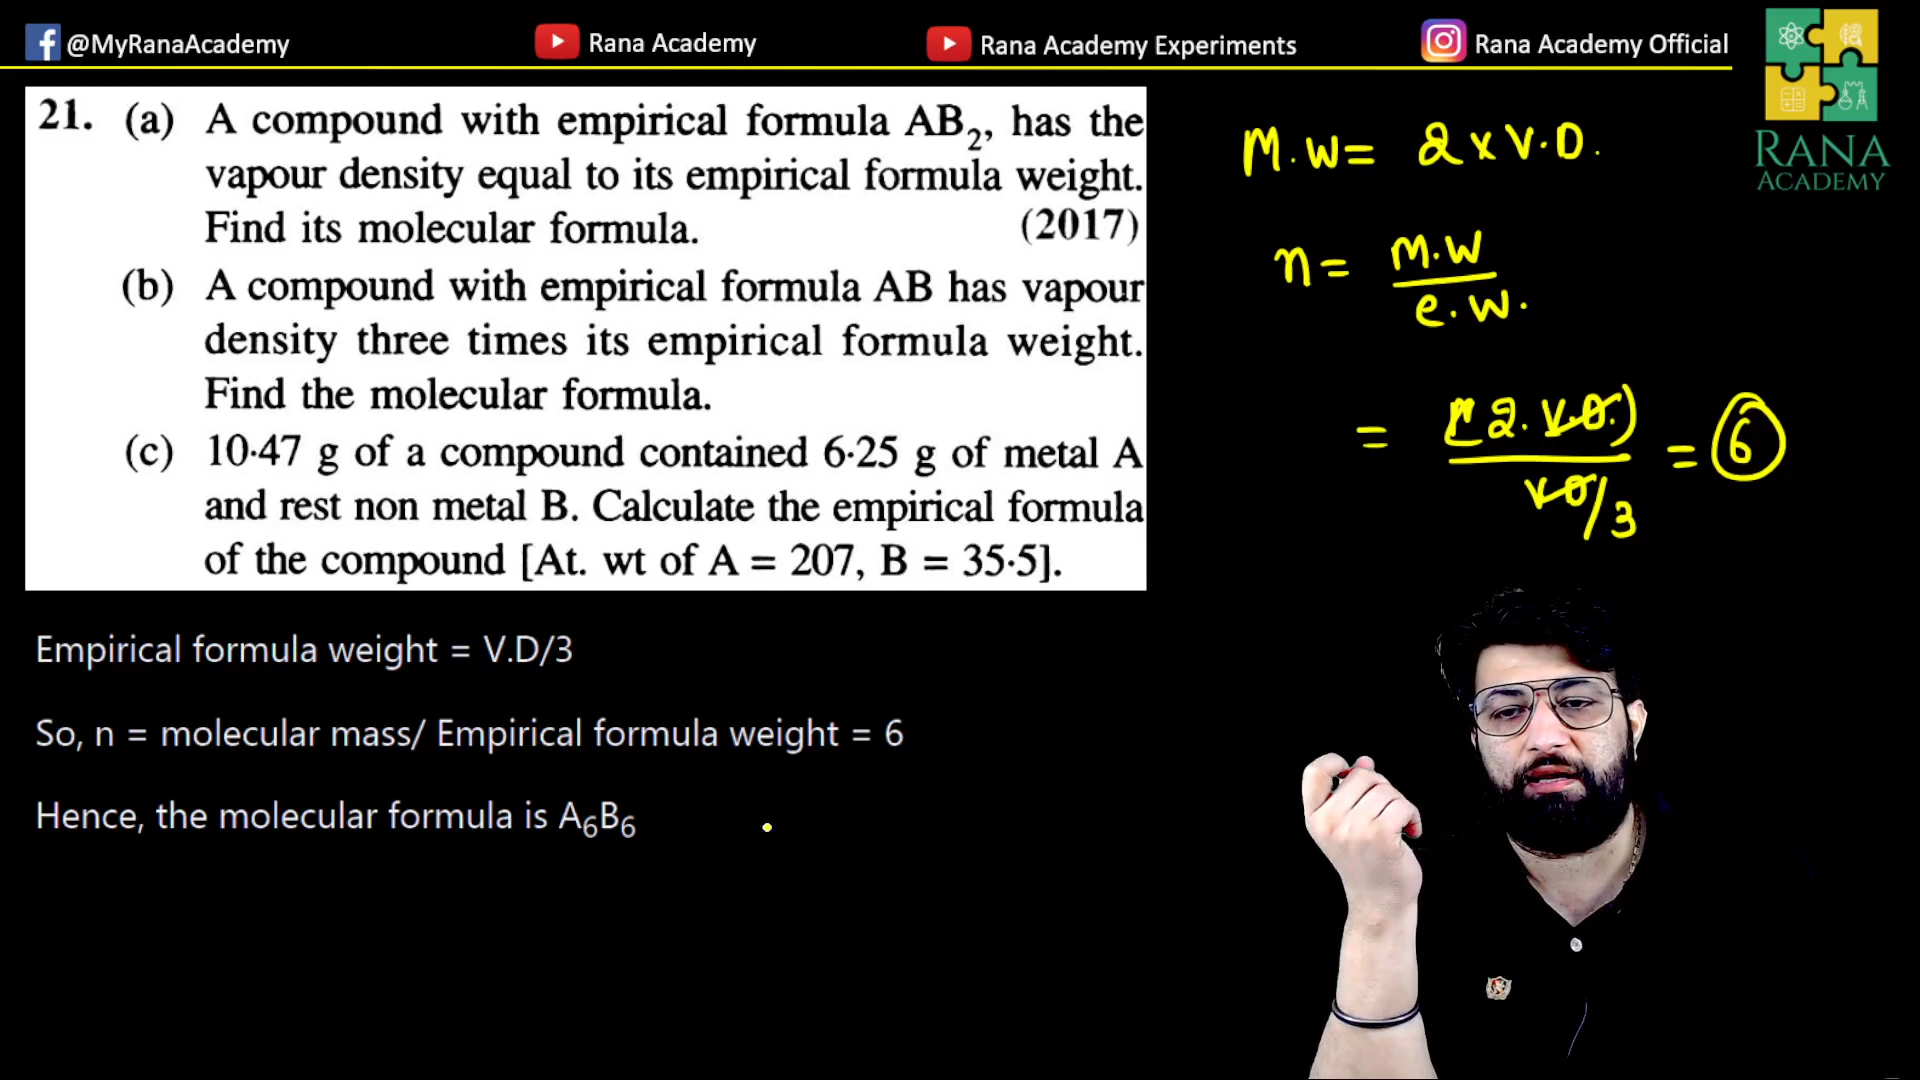 @MyRanaAcademy
Rana Academy
Rana Academy Experiments
Rana Academy Official
RANA
ACADEMY
21. (a) A compound with empirical formula AB₂, has the
vapour density equal to its empirical formula weight.
Find its molecular formula. (2017)
(b) A compound with empirical formula AB has vapour
density three times its empirical formula weight.
Find the molecular formula.
(c) 10·47 g of a compound contained 6·25 g of metal A
and rest non metal B. Calculate the empirical formula
of the compound [At. wt of A = 207, B = 35·5].
M.W = 2 x V.D.
n = M.W
e.W.
= (2. V.D.) = 6
V.D/3
Empirical formula weight = V.D/3
So, n = molecular mass/ Empirical formula weight = 6
Hence, the molecular formula is A₆B₆